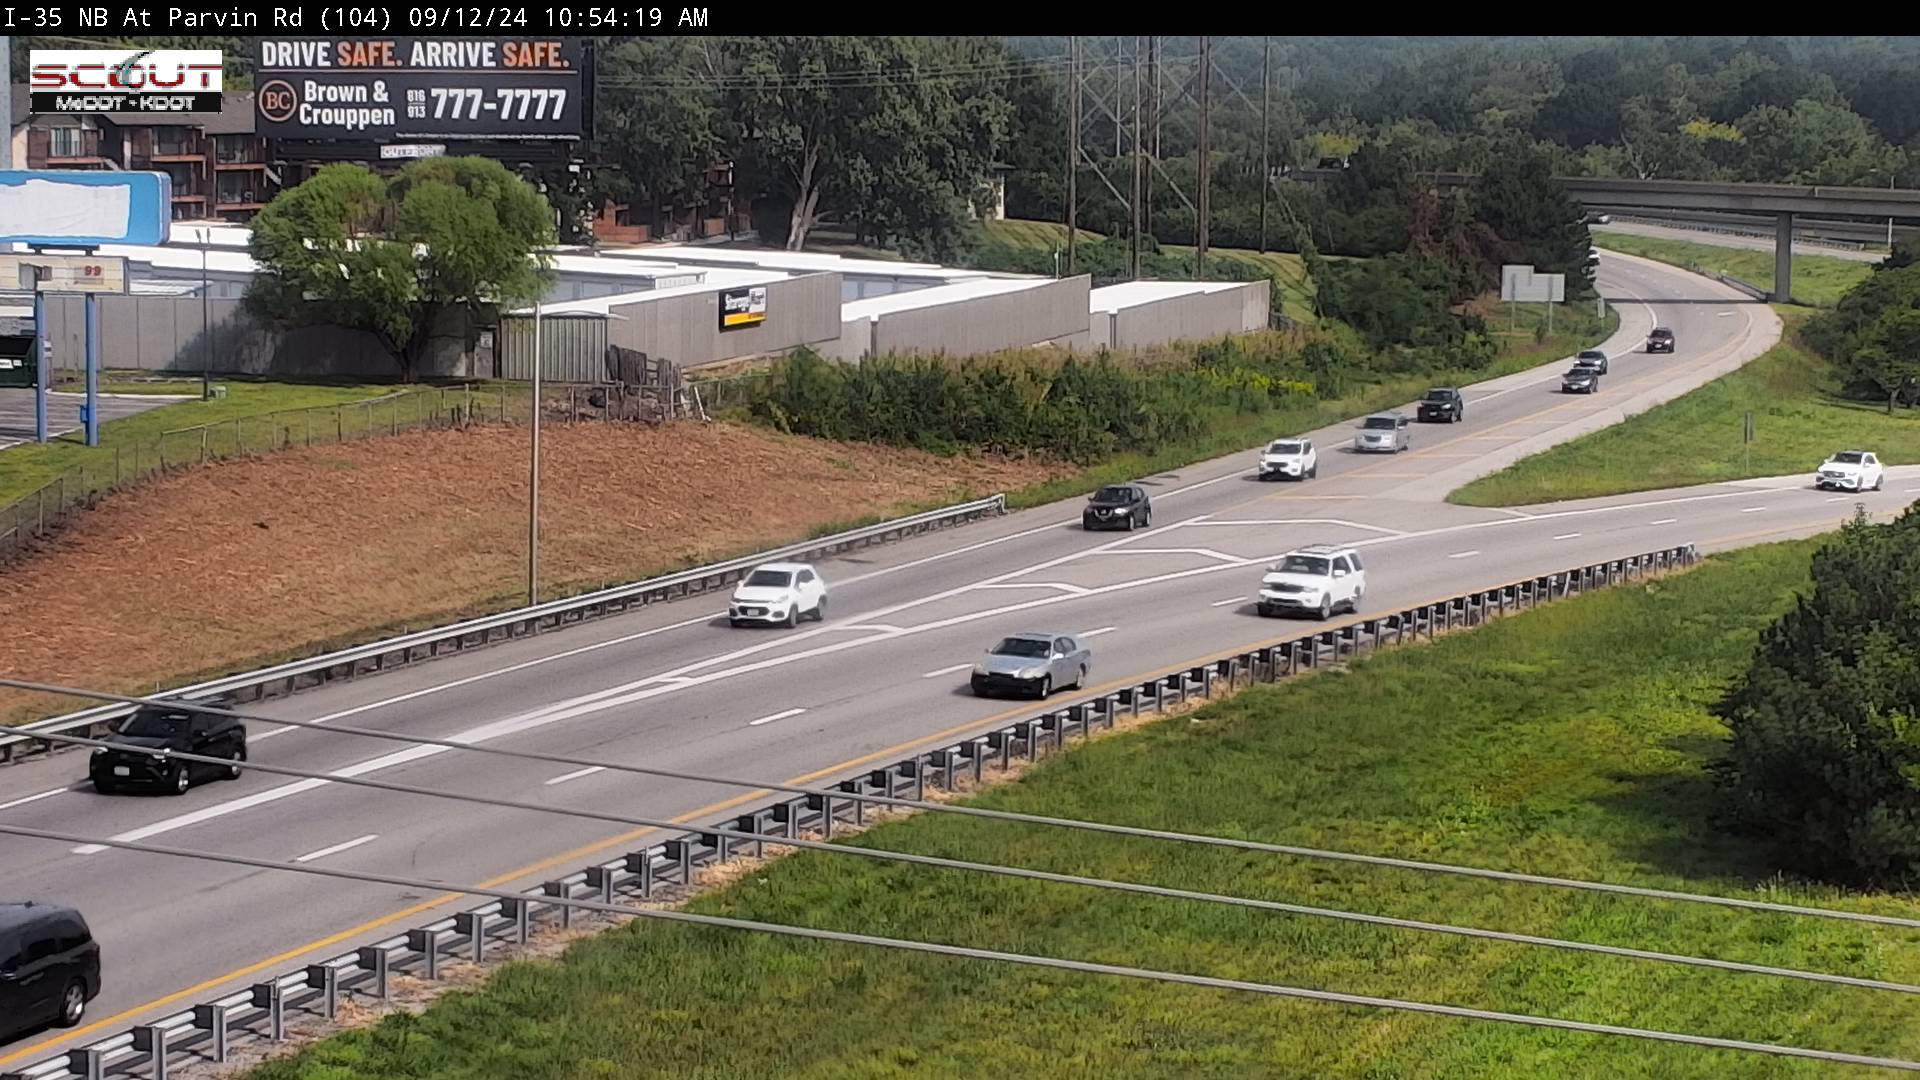 I-35 NB At Parvin Rd (104) 09/12/24 10:54:19 AM
SCOUT
MoDOT - KDOT
DRIVE SAFE. ARRIVE SAFE.
BC
Brown &
Crouppen
816
913
777-7777
OUTFRONT
99